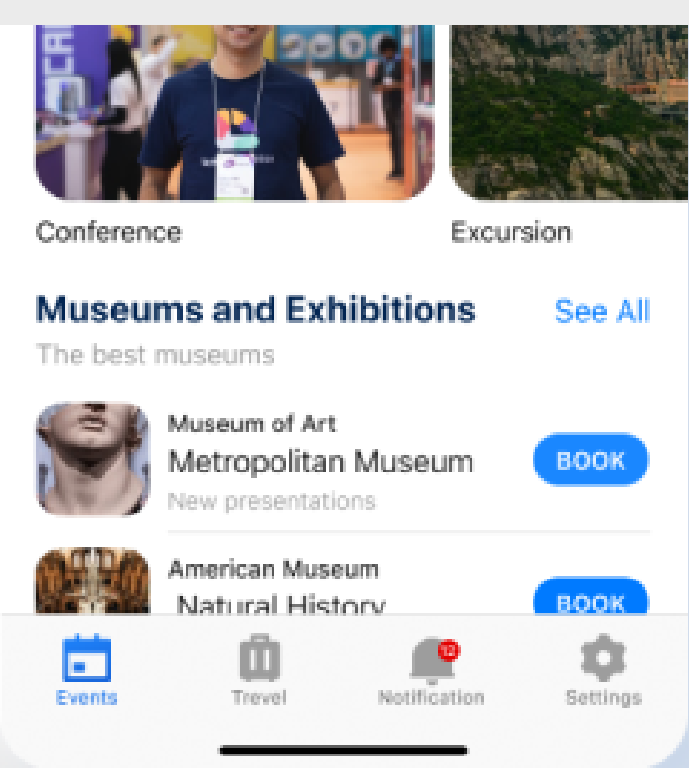 Conference
Excursion
Museums and Exhibitions
See All
The best museums
Museum of Art
Metropolitan Museum
BOOK
New presentations
American Museum
Natural History
BOOK
12
Events
Trevel
Notification
Settings